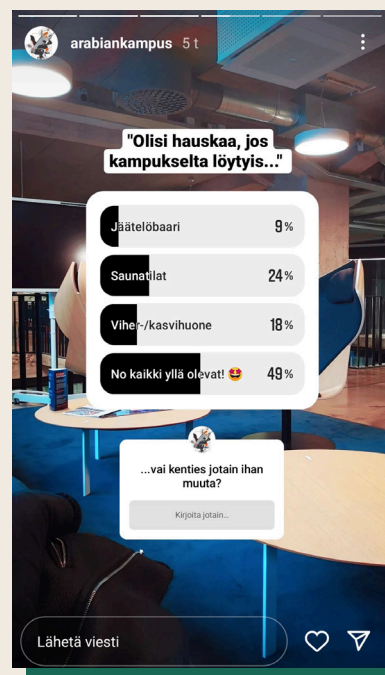 arabiankampus 5 t
"Olisi hauskaa, jos
kampukselta löytyis..."
Jäätelöbaari 9%
Saunatilat 24%
Viher-/kasvihuone 18%
No kaikki yllä olevat! 🤩 49%
...vai kenties jotain ihan
muuta?
Kirjoita jotain...
Lähetä viesti